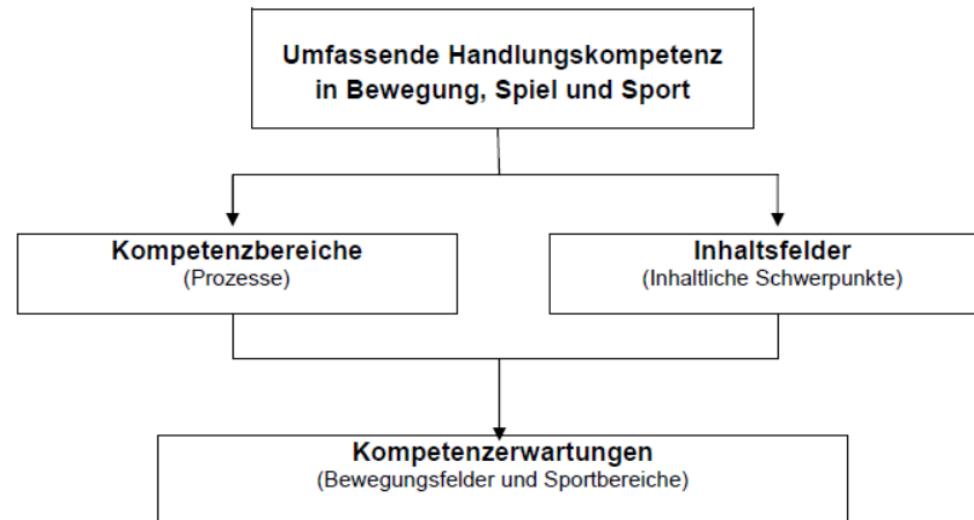 Umfassende Handlungskompetenz
in Bewegung, Spiel und Sport
Kompetenzbereiche
(Prozesse)
Inhaltsfelder
(Inhaltliche Schwerpunkte)
Kompetenzerwartungen
(Bewegungsfelder und Sportbereiche)